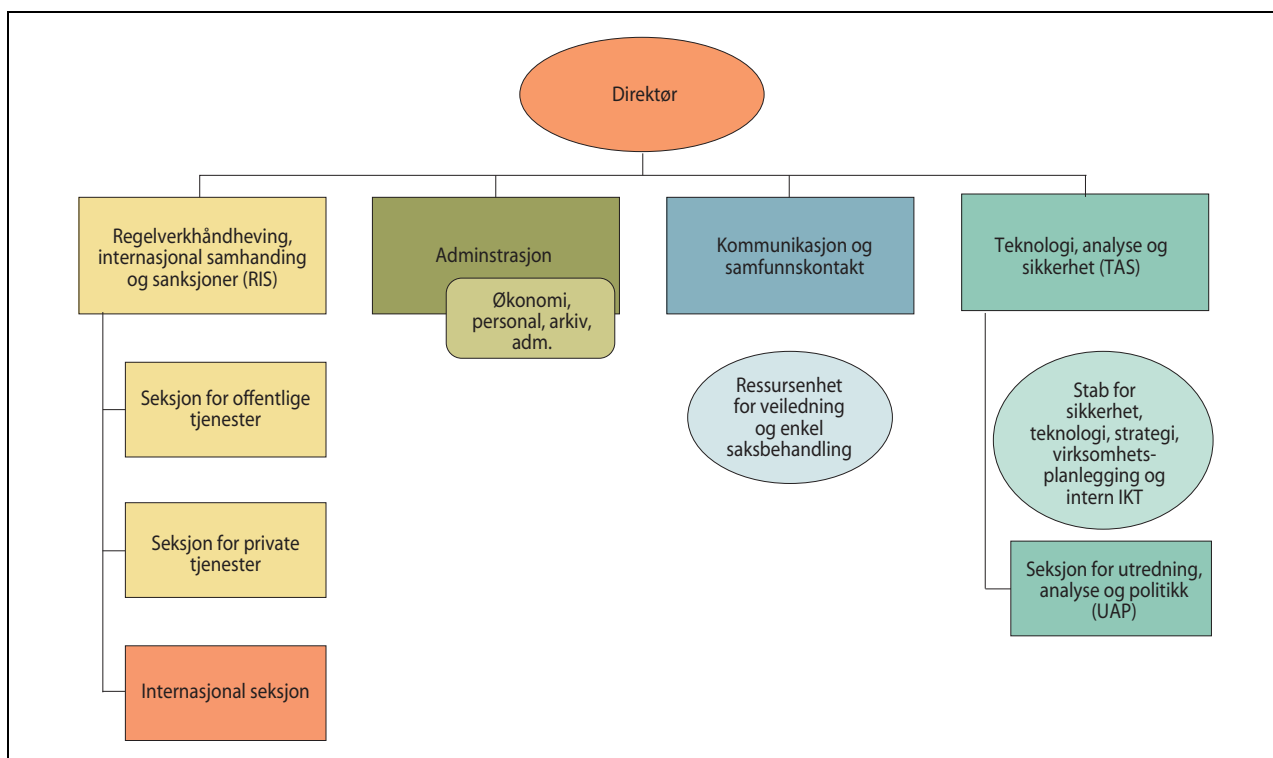 Direktør
Regelverkhåndheving,
internasjonal samhanding
og sanksjoner (RIS)
Adminstrasjon
Økonomi,
personal, arkiv,
adm.
Kommunikasjon og
samfunnskontakt
Teknologi, analyse og
sikkerhet (TAS)
Seksjon for offentlige
tjenester
Seksjon for private
tjenester
Internasjonal seksjon
Ressursenhet
for veiledning
og enkel
saksbehandling
Stab for
sikkerhet,
teknologi, strategi,
virksomhets-
planlegging og
intern IKT
Seksjon for utredning,
analyse og politikk
(UAP)